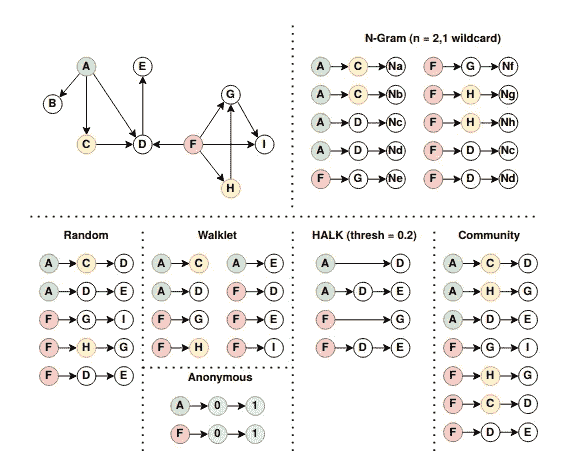 A
E
B
G
C
D
F
I
H
N-Gram (n = 2,1 wildcard)
A C Na F G Nf
A C Nb F H Ng
A D Nc F H Nh
A D Nd F D Nc
F G Ne F D Nd
Random
A C D
A D E
F G I
F H G
F D E
Walklet
A C A E
A D F D
F G F E
F H F I
Anonymous
A 0 1
F 0 1
HALK (thresh = 0.2)
A D
A D E
F G
F D E
Community
A C D
A H G
A D E
F G I
F H G
F C D
F D E